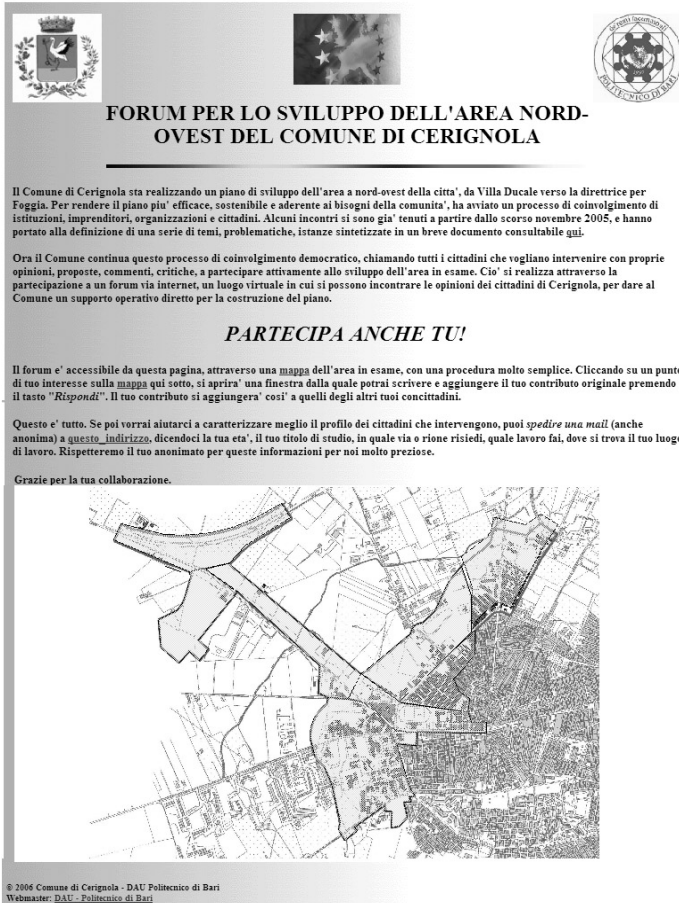 FORUM PER LO SVILUPPO DELL'AREA NORD-
OVEST DEL COMUNE DI CERIGNOLA
Il Comune di Cerignola sta realizzando un piano di sviluppo dell'area a nord-ovest della citta', da Villa Ducale verso la direttrice per
Foggia. Per rendere il piano piu' efficace, sostenibile e aderente ai bisogni della comunita', ha avviato un processo di coinvolgimento di
istituzioni, imprenditori, organizzazioni e cittadini. Alcuni incontri si sono gia' tenuti a partire dallo scorso novembre 2005, e hanno
portato alla definizione di una serie di temi, problematiche, istanze sintetizzate in un breve documento consultabile qui.
Ora il Comune continua questo processo di coinvolgimento democratico, chiamando tutti i cittadini che vogliano intervenire con proprie
opinioni, proposte, commenti, critiche, a partecipare attivamente allo sviluppo dell'area in esame. Cio' si realizza attraverso la
partecipazione a un forum via internet, un luogo virtuale in cui si possono incontrare le opinioni dei cittadini di Cerignola, per dare al
Comune un supporto operativo diretto per la costruzione del piano.
PARTECIPA ANCHE TU!
Il forum e' accessibile da questa pagina, attraverso una mappa dell'area in esame, con una procedura molto semplice. Cliccando su un punto
di tuo interesse sulla mappa qui sotto, si aprira' una finestra dalla quale potrai scrivere e aggiungere il tuo contributo originale premendo
il tasto "Rispondi". Il tuo contributo si aggiungera' cosi' a quelli degli altri tuoi concittadini.
Questo e' tutto. Se poi vorrai aiutarci a caratterizzare meglio il profilo dei cittadini che intervengono, puoi spedire una mail (anche
anonima) a questo_indirizzo, dicendoci la tua eta', il tuo titolo di studio, in quale via o rione risiedi, quale lavoro fai, dove si trova il tuo luogo
di lavoro. Rispetteremo il tuo anonimato per queste informazioni per noi molto preziose.
Grazie per la tua collaborazione.
© 2006 Comune di Cerignola - DAU Politecnico di Bari
Webmaster: DAU - Politecnico di Bari
POLITECNICO DI BARI